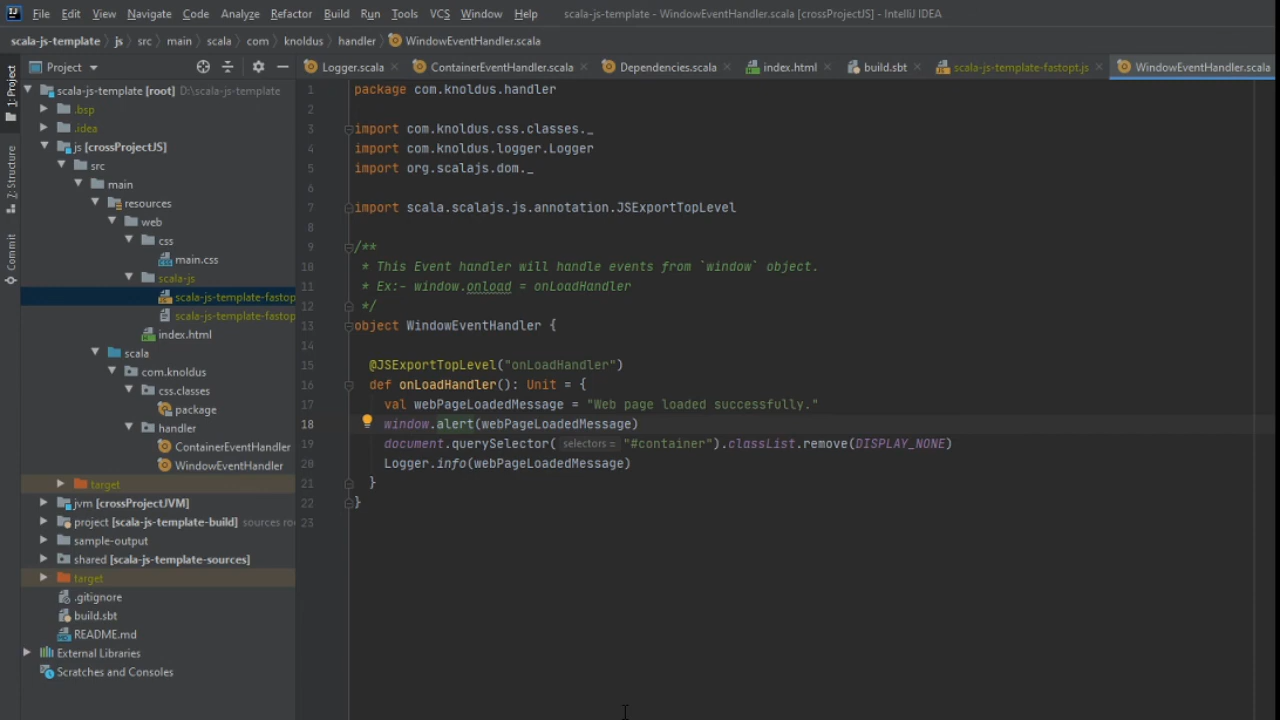 File Edit View Navigate Code Analyze Refactor Build Run Tools VCS Window Help scala-js-template - WindowEventHandler.scala [crossProjectJS] - IntelliJ IDEA
scala-js-template js src main scala com knoldus handler WindowEventHandler.scala
Project
Logger.scala ContainerEventHandler.scala Dependencies.scala index.html build.sbt scala-js-template-fastopt.js WindowEventHandler.scala
1: Project
Z: Structure
Commit
scala-js-template [root] D:\scala-js-template
.bsp
.idea
js [crossProjectJS]
src
main
resources
web
css
main.css
scala-js
scala-js-template-fastop
scala-js-template-fastop
index.html
scala
com.knoldus
css.classes
package
handler
ContainerEventHandler
WindowEventHandler
target
jvm [crossProjectJVM]
project [scala-js-template-build] sources ro
sample-output
shared [scala-js-template-sources]
target
.gitignore
build.sbt
README.md
External Libraries
Scratches and Consoles
1 package com.knoldus.handler
2
3 import com.knoldus.css.classes._
4 import com.knoldus.logger.Logger
5 import org.scalajs.dom._
6
7 import scala.scalajs.js.annotation.JSExportTopLevel
8
9 /**
10 * This Event handler will handle events from `window` object.
11 * Ex:- window.onload = onLoadHandler
12 */
13 object WindowEventHandler {
14
15 @JSExportTopLevel("onLoadHandler")
16 def onLoadHandler(): Unit = {
17 val webPageLoadedMessage = "Web page loaded successfully."
18 window.alert(webPageLoadedMessage)
19 document.querySelector( selectors = "#container").classList.remove(DISPLAY_NONE)
20 Logger.info(webPageLoadedMessage)
21 }
22 }
23